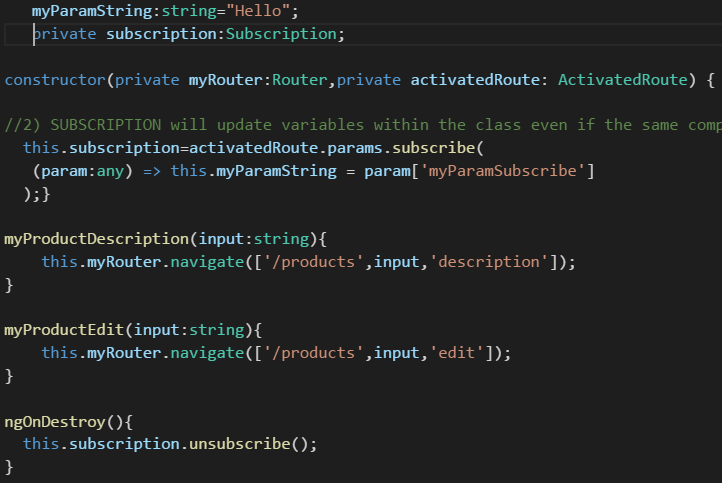 myParamString:string="Hello";
private subscription:Subscription;
constructor(private myRouter:Router,private activatedRoute: ActivatedRoute) {
//2) SUBSCRIPTION will update variables within the class even if the same comp
this.subscription=activatedRoute.params.subscribe(
(param:any) => this.myParamString = param['myParamSubscribe']
);}
myProductDescription(input:string){
this.myRouter.navigate(['/products',input,'description']);
}
myProductEdit(input:string){
this.myRouter.navigate(['/products',input,'edit']);
}
ngOnDestroy(){
this.subscription.unsubscribe();
}